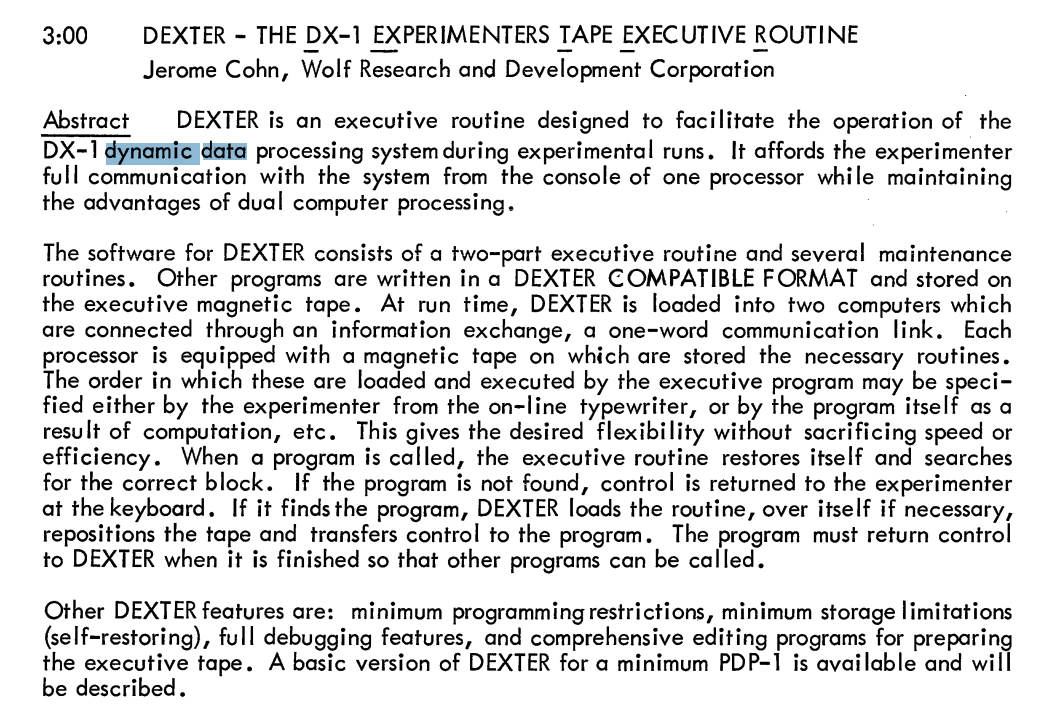 3:00 DEXTER - THE DX-1 EXPERIMENTERS TAPE EXECUTIVE ROUTINE
Jerome Cohn, Wolf Research and Development Corporation
Abstract DEXTER is an executive routine designed to facilitate the operation of the
DX-1 dynamic data processing system during experimental runs. It affords the experimenter
full communication with the system from the console of one processor while maintaining
the advantages of dual computer processing.
The software for DEXTER consists of a two-part executive routine and several maintenance
routines. Other programs are written in a DEXTER COMPATIBLE FORMAT and stored on
the executive magnetic tape. At run time, DEXTER is loaded into two computers which
are connected through an information exchange, a one-word communication link. Each
processor is equipped with a magnetic tape on which are stored the necessary routines.
The order in which these are loaded and executed by the executive program may be speci-
fied either by the experimenter from the on-line typewriter, or by the program itself as a
result of computation, etc. This gives the desired flexibility without sacrificing speed or
efficiency. When a program is called, the executive routine restores itself and searches
for the correct block. If the program is not found, control is returned to the experimenter
at the keyboard. If it finds the program, DEXTER loads the routine, over itself if necessary,
repositions the tape and transfers control to the program. The program must return control
to DEXTER when it is finished so that other programs can be called.
Other DEXTER features are: minimum programming restrictions, minimum storage limitations
(self-restoring), full debugging features, and comprehensive editing programs for preparing
the executive tape. A basic version of DEXTER for a minimum PDP-1 is available and will
be described.